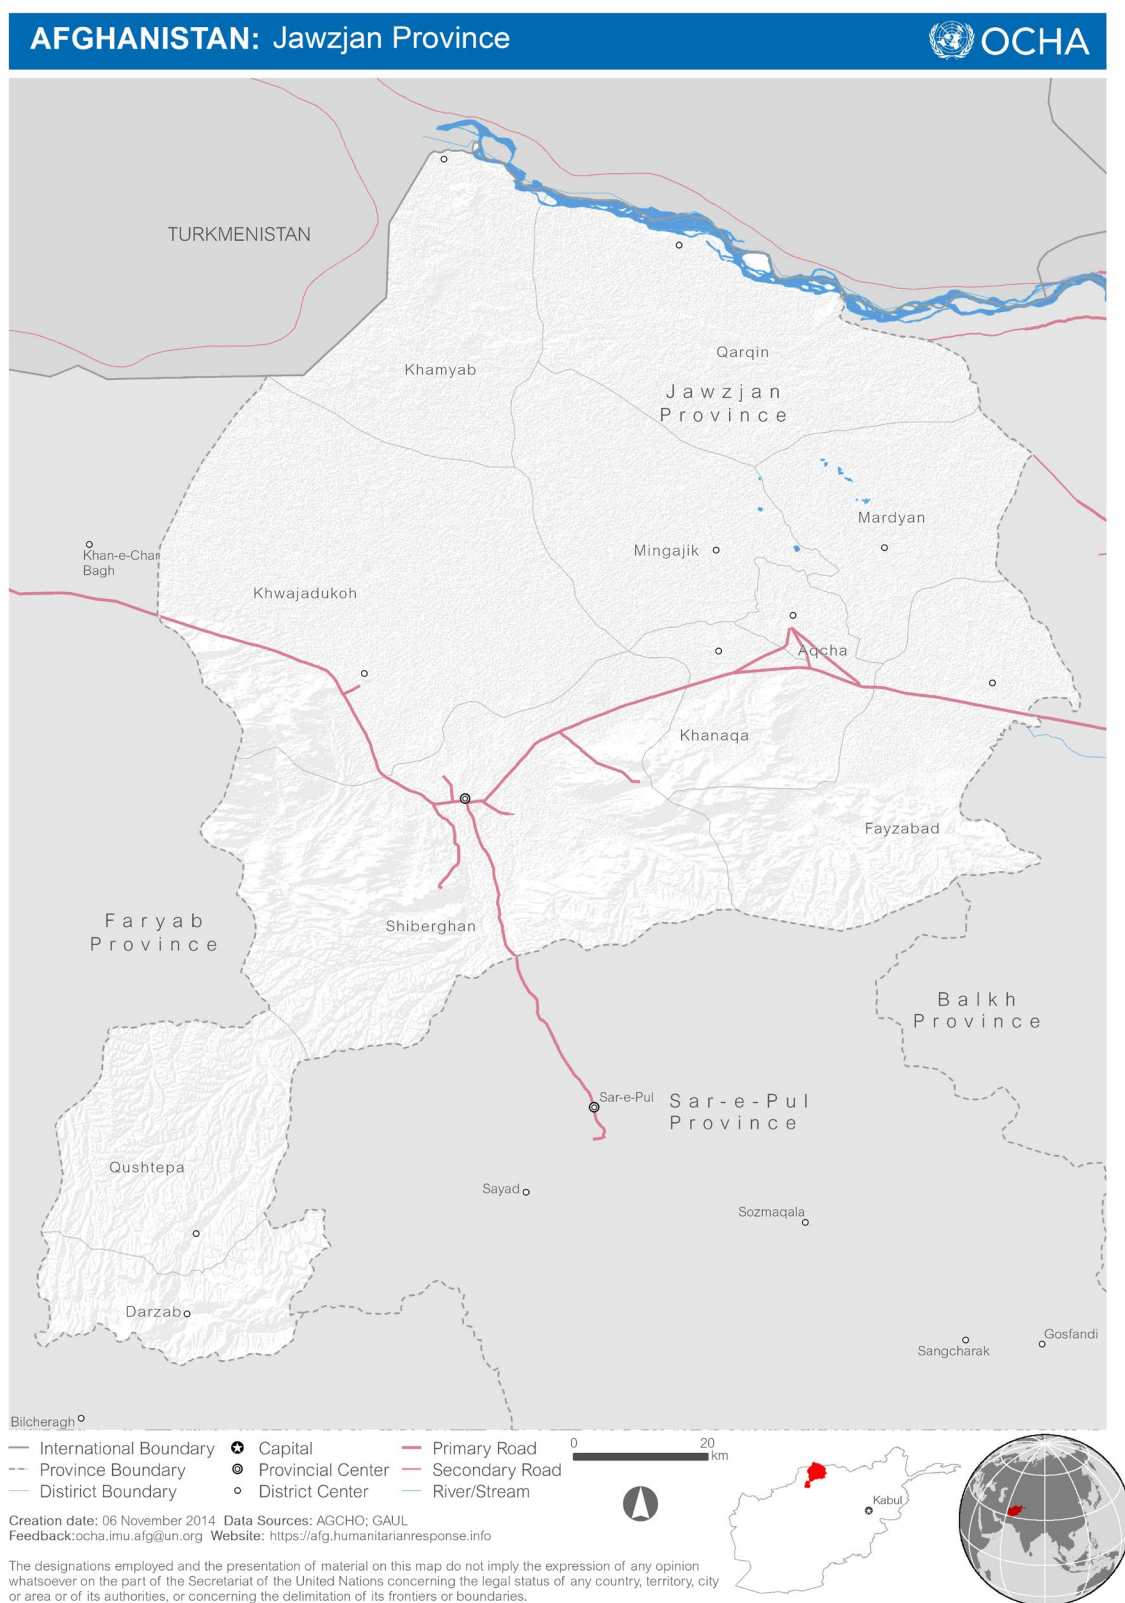 AFGHANISTAN: Jawzjan Province
OCHA
TURKMENISTAN
Qarqin
Khamyab
Jawzjan
Province
Mardyan
Khan-e-Char
Bagh
Mingajik
Khwajadukoh
Aqcha
Khanaqa
Fayzabad
Faryab
Province
Shiberghan
Balkh
Province
Sar-e-Pul
Sar-e-Pul
Province
Qushtepa
Sayad
Sozmaqala
Darzab
Gosfandi
Sangcharak
Bilcheragh
International Boundary
Province Boundary
Distirict Boundary
Capital
Provincial Center
District Center
Primary Road
Secondary Road
River/Stream
0 20
km
Kabul
Creation date: 06 November 2014 Data Sources: AGCHO; GAUL
Feedback:ocha.imu.afg@un.org Website: https://afg.humanitarianresponse.info
The designations employed and the presentation of material on this map do not imply the expression of any opinion
whatsoever on the part of the Secretariat of the United Nations concerning the legal status of any country, territory, city
or area or of its authorities, or concerning the delimitation of its frontiers or boundaries.